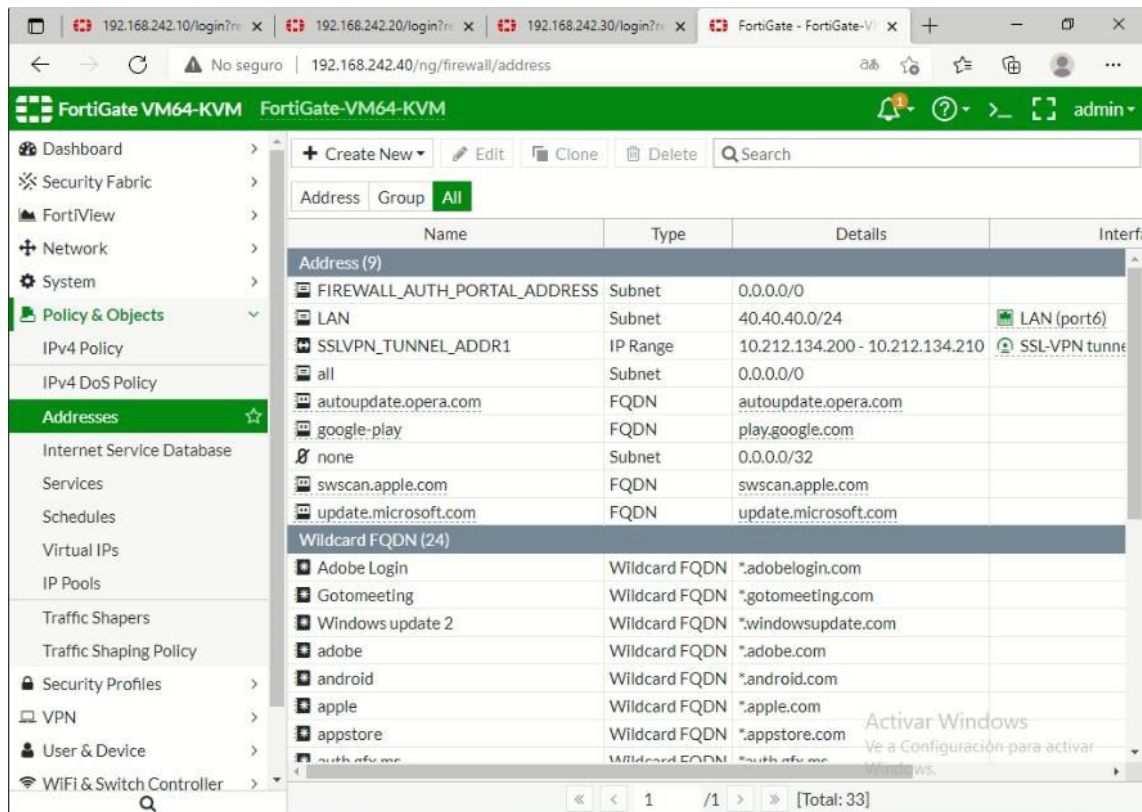 192.168.242.10/login?re
192.168.242.20/login?re
192.168.242.30/login?re
FortiGate - FortiGate-V
No seguro 192.168.242.40/ng/firewall/address
FortiGate VM64-KVM FortiGate-VM64-KVM 1 admin
Dashboard
Security Fabric
FortiView
Network
System
Policy & Objects
IPv4 Policy
IPv4 DoS Policy
Addresses
Internet Service Database
Services
Schedules
Virtual IPs
IP Pools
Traffic Shapers
Traffic Shaping Policy
Security Profiles
VPN
User & Device
WiFi & Switch Controller
Create New Edit Clone Delete Search
Address Group All
Name Type Details Interf
Address (9)
FIREWALL_AUTH_PORTAL_ADDRESS Subnet 0.0.0.0/0
LAN Subnet 40.40.40.0/24 LAN (port6)
SSLVPN_TUNNEL_ADDR1 IP Range 10.212.134.200 - 10.212.134.210 SSL-VPN tunne
all Subnet 0.0.0.0/0
autoupdate.opera.com FQDN autoupdate.opera.com
google-play FQDN play.google.com
none Subnet 0.0.0.0/32
swscan.apple.com FQDN swscan.apple.com
update.microsoft.com FQDN update.microsoft.com
Wildcard FQDN (24)
Adobe Login Wildcard FQDN *.adobelogin.com
Gotomeeting Wildcard FQDN *.gotomeeting.com
Windows update 2 Wildcard FQDN *.windowsupdate.com
adobe Wildcard FQDN *.adobe.com
android Wildcard FQDN *.android.com
apple Wildcard FQDN *.apple.com
appstore Wildcard FQDN *.appstore.com
Wildcard FQDN
Activar Windows
Ve a Configuración para activar
Windows.
1 /1 [Total: 33]